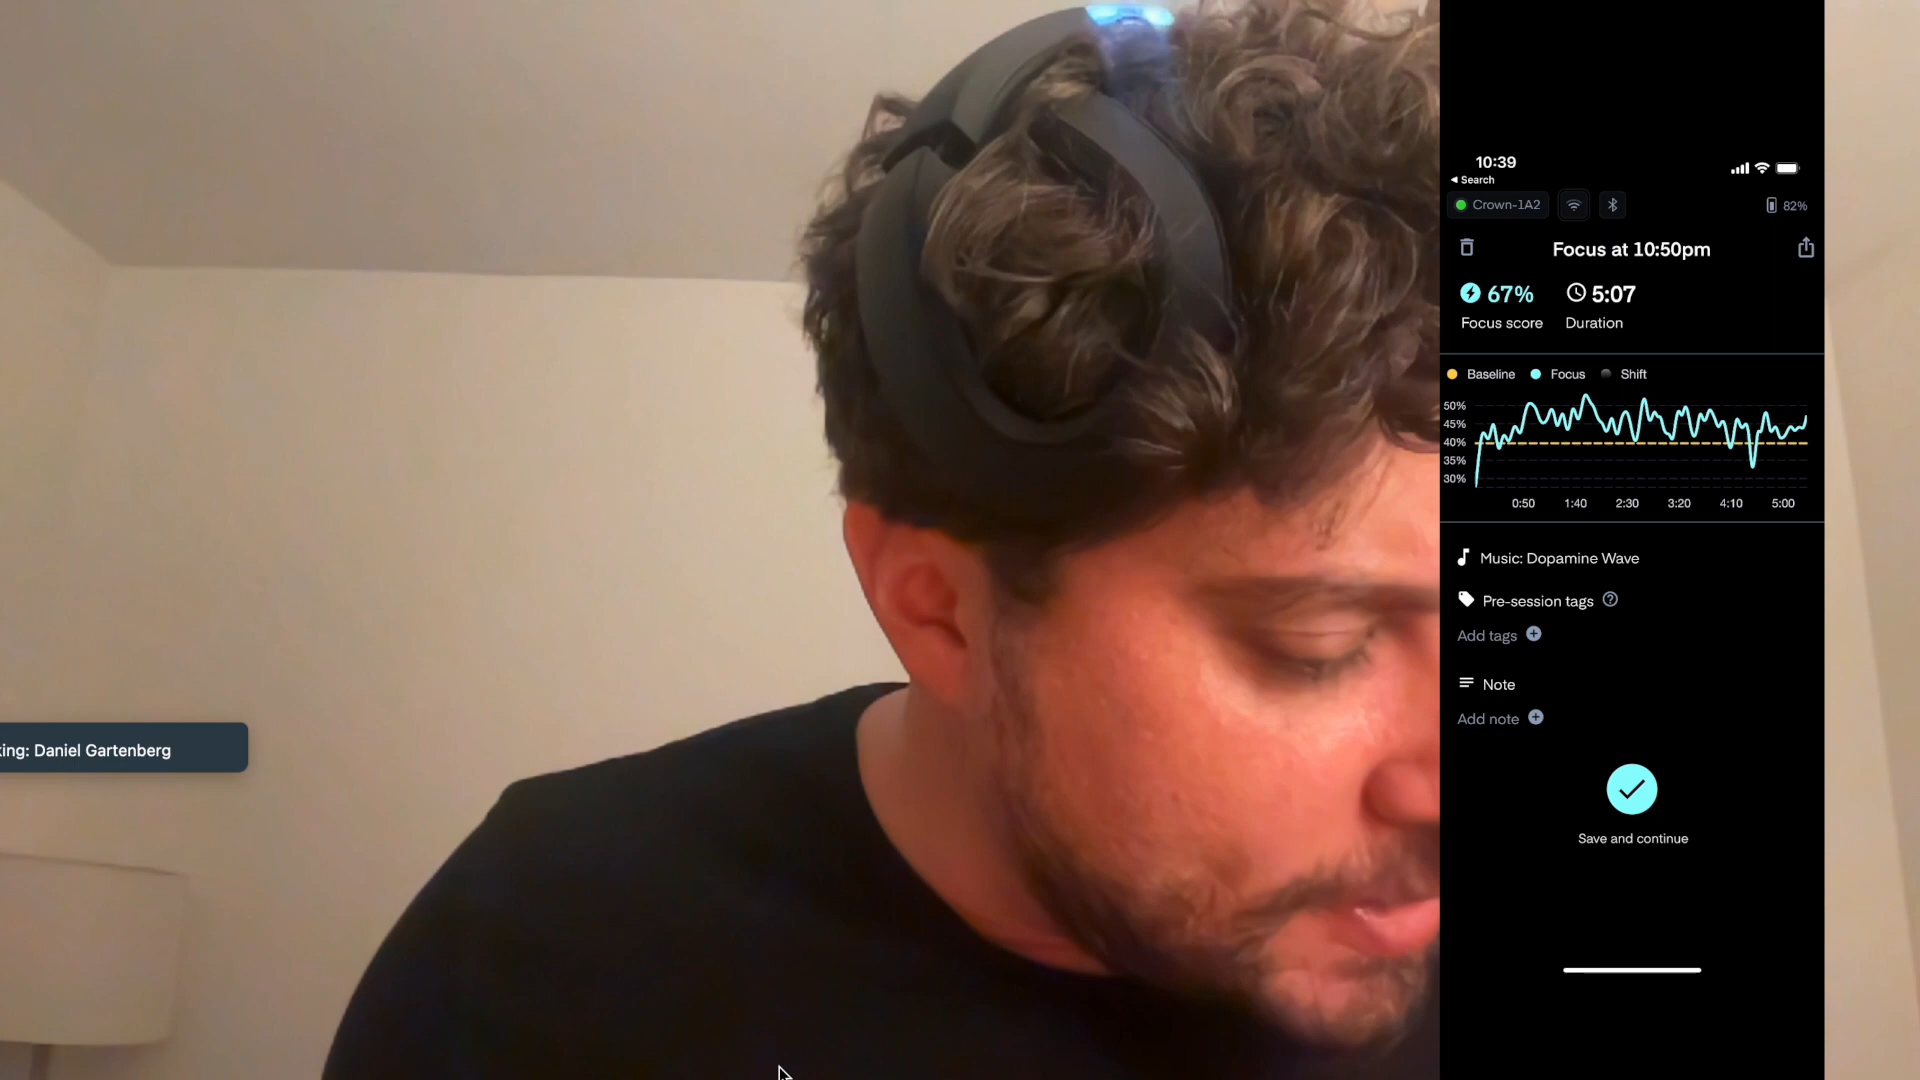 king: Daniel Gartenberg
10:39
◀ Search
Crown-1A2
82%
Focus at 10:50pm
67%
5:07
Focus score
Duration
Baseline
Focus
Shift
50%
45%
40%
35%
30%
0:50
1:40
2:30
3:20
4:10
5:00
Music: Dopamine Wave
Pre-session tags
Add tags
Note
Add note
Save and continue